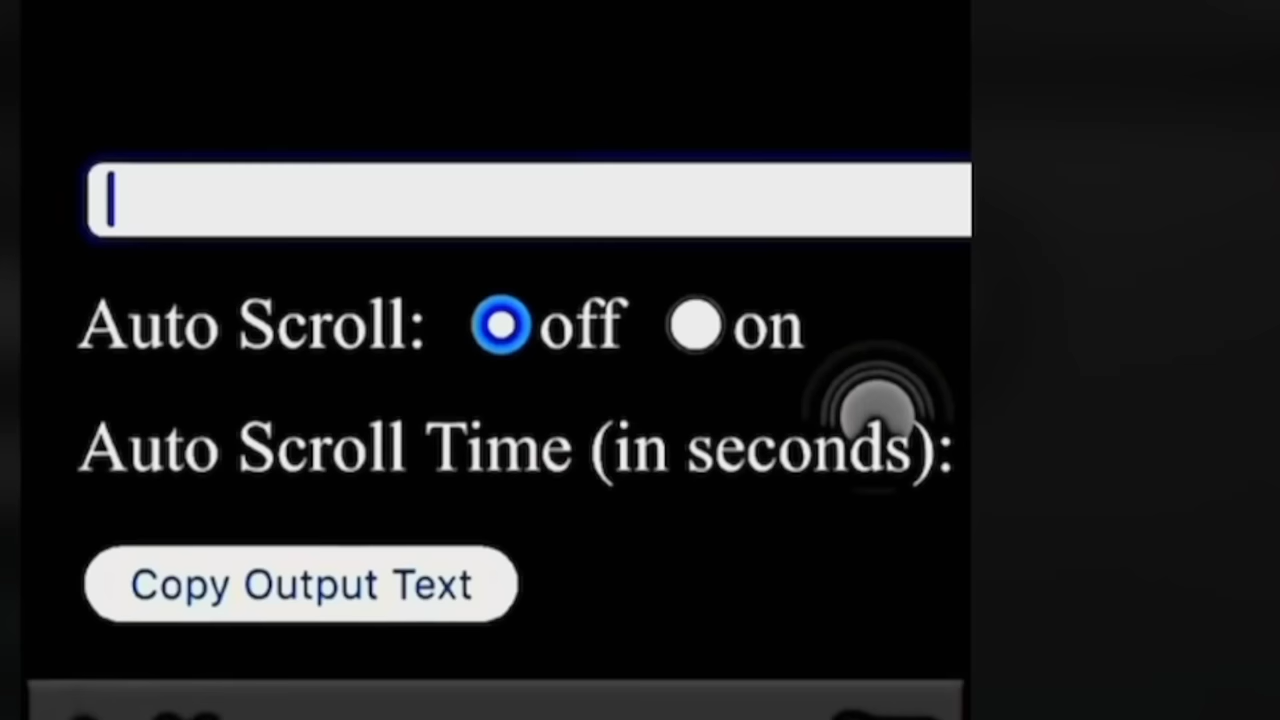 Auto Scroll: off on
Auto Scroll Time (in seconds):
Copy Output Text